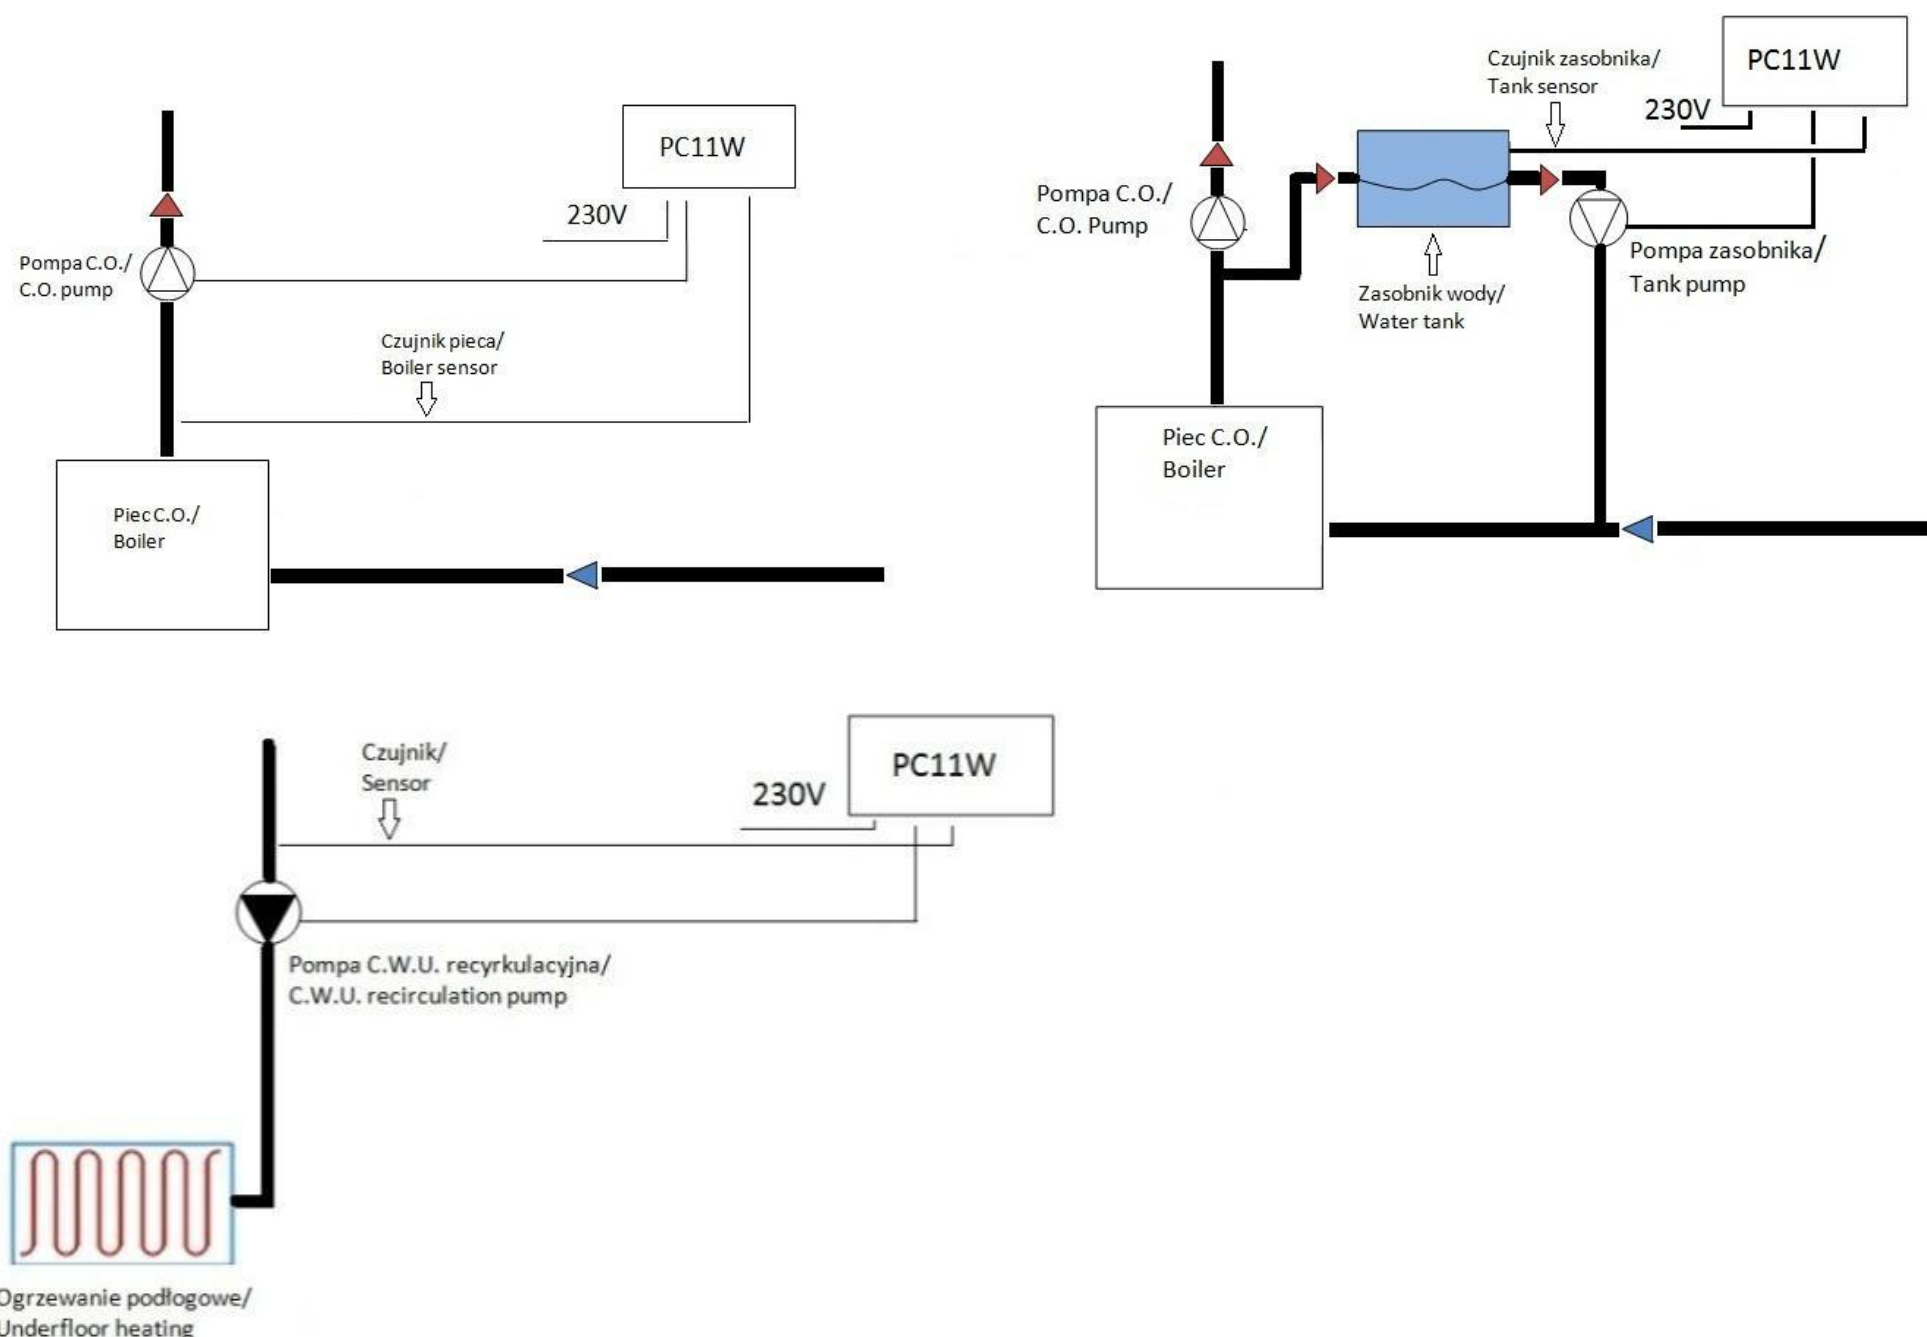 PC11W
230V
Pompa C.O./
C.O. pump
Czujnik pieca/
Boiler sensor
Piec C.O./
Boiler
Czujnik zasobnika/
Tank sensor
PC11W
230V
Pompa C.O./
C.O. Pump
Pompa zasobnika/
Tank pump
Zasobnik wody/
Water tank
Piec C.O./
Boiler
Czujnik/
Sensor
PC11W
230V
Pompa C.W.U. recyrkulacyjna/
C.W.U. recirculation pump
Ogrzewanie podłogowe/
Underfloor heating